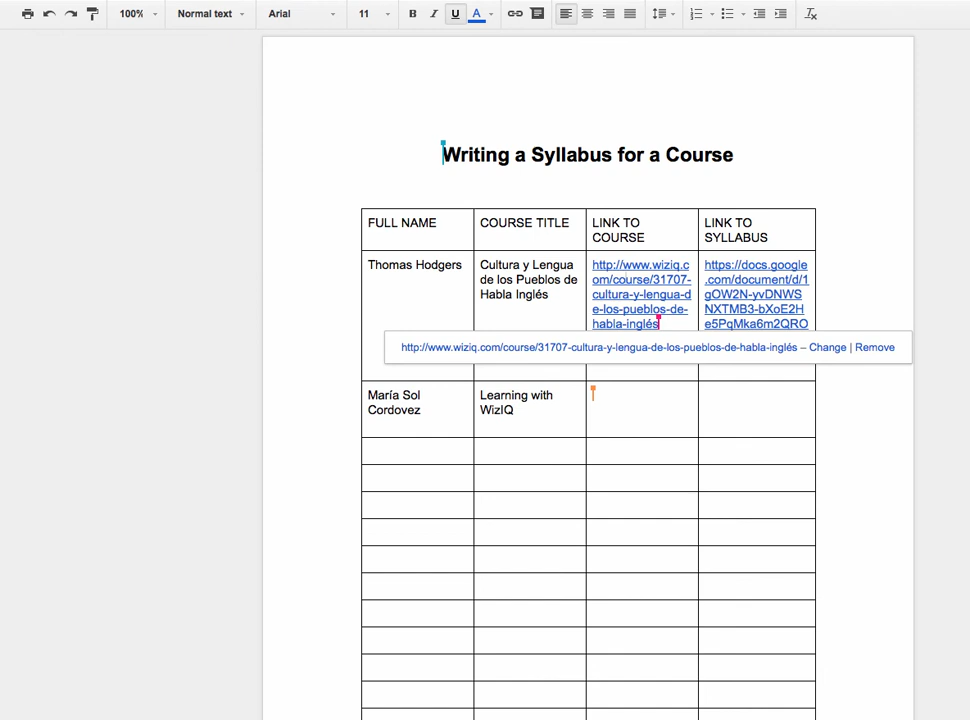 100% Normal text Arial 11 B I U A
Writing a Syllabus for a Course
FULL NAME
COURSE TITLE
LINK TO
COURSE
LINK TO
SYLLABUS
Thomas Hodgers
Cultura y Lengua
de los Pueblos de
Habla Inglés
http://www.wiziq.c
om/course/31707-
cultura-y-lengua-d
e-los-pueblos-de-
habla-inglés
https://docs.google
.com/document/d/1
gOW2N-yvDNWS
NXTMB3-bXoE2H
e5PqMka6m2QRO
http://www.wiziq.com/course/31707-cultura-y-lengua-de-los-pueblos-de-habla-inglés – Change | Remove
María Sol
Cordovez
Learning with
WizIQ